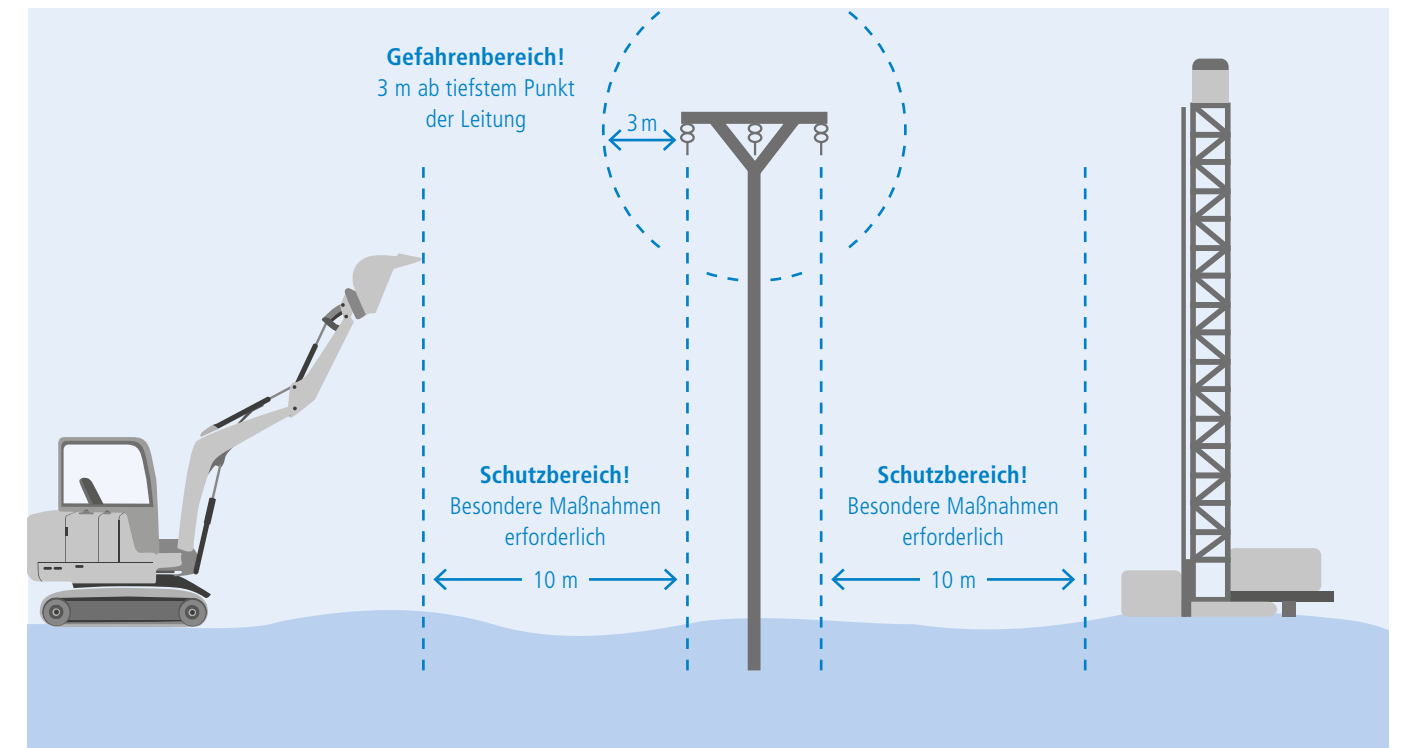 Gefahrenbereich!
3 m ab tiefstem Punkt
der Leitung
3 m
Schutzbereich!
Besondere Maßnahmen
erforderlich
10 m
Schutzbereich!
Besondere Maßnahmen
erforderlich
10 m